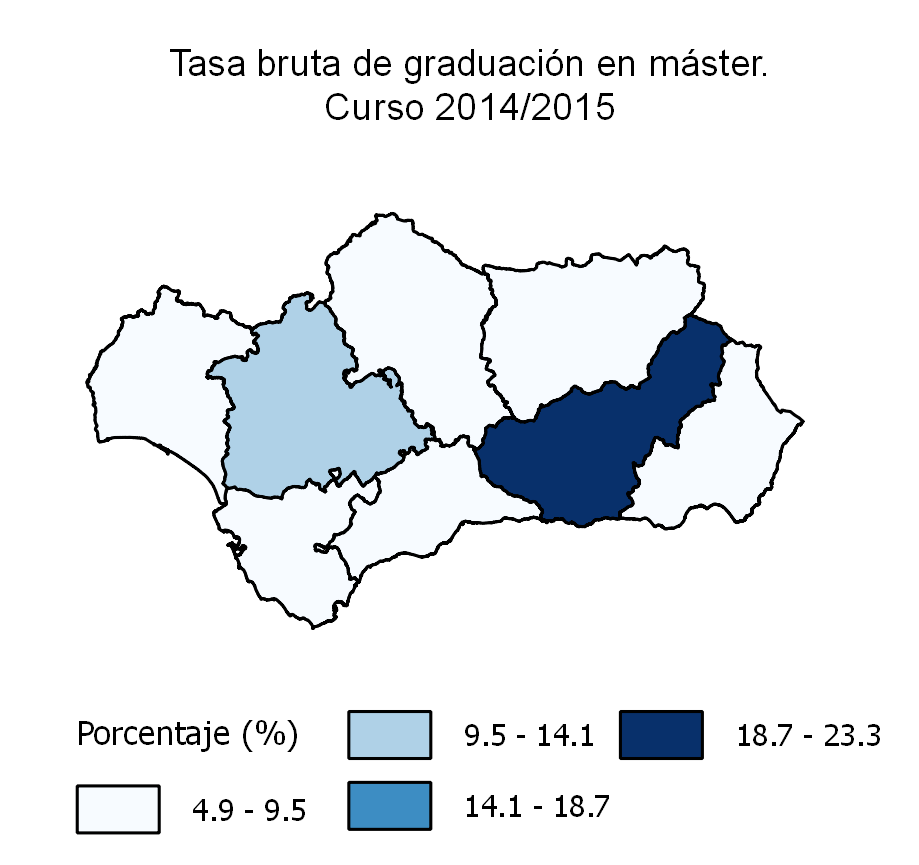 Tasa bruta de graduación en máster.
Curso 2014/2015
Porcentaje (%)
4.9 - 9.5
9.5 - 14.1
14.1 - 18.7
18.7 - 23.3